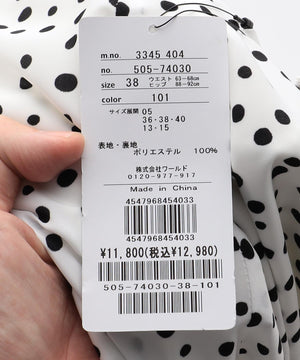 m.no. 3345 404
no. 505-74030
size 38 ウエスト 63-68cm
ヒップ 88-92cm
color 101
サイズ展開 05
36・38・40
13-15
表地・裏地
ポリエステル 100%
株式会社ワールド
0120-977-917
Made in China
4547968454033
4547968454033
¥11,800(税込¥12,980)
505-74030-38-101